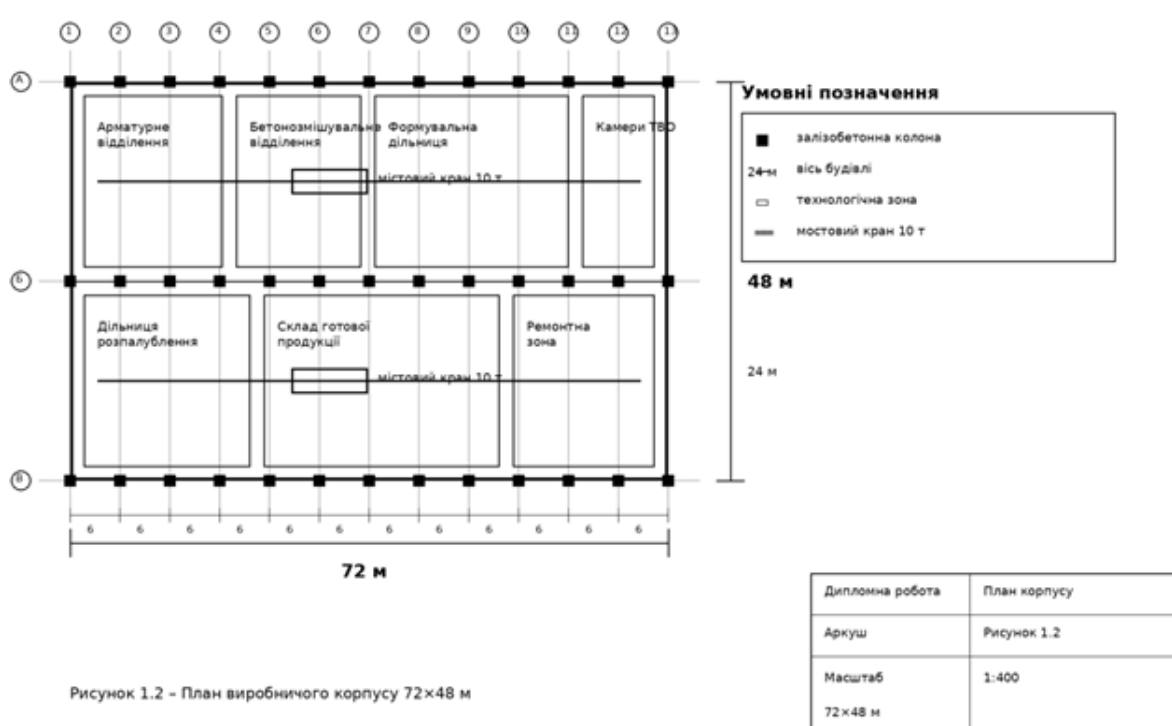 1 2 3 4 5 6 7 8 9 10 11 12 13
А
Умовні позначення
Арматурне
відділення
Бетонозмішувальне
відділення
Формувальна
дільниця
Камери ТВО
залізобетонна колона
24 м
вісь будівлі
містовий кран 10 т
технологічна зона
мостовий кран 10 т
Б
48 м
Дільниця
розпалублення
Склад готової
продукції
Ремонтна
зона
містовий кран 10 т
24 м
В
6 6 6 6 6 6 6 6 6 6 6 6
72 м
Дипломна робота
План корпусу
Аркуш
Рисунок 1.2
Масштаб
1:400
72×48 м
Рисунок 1.2 – План виробничого корпусу 72×48 м